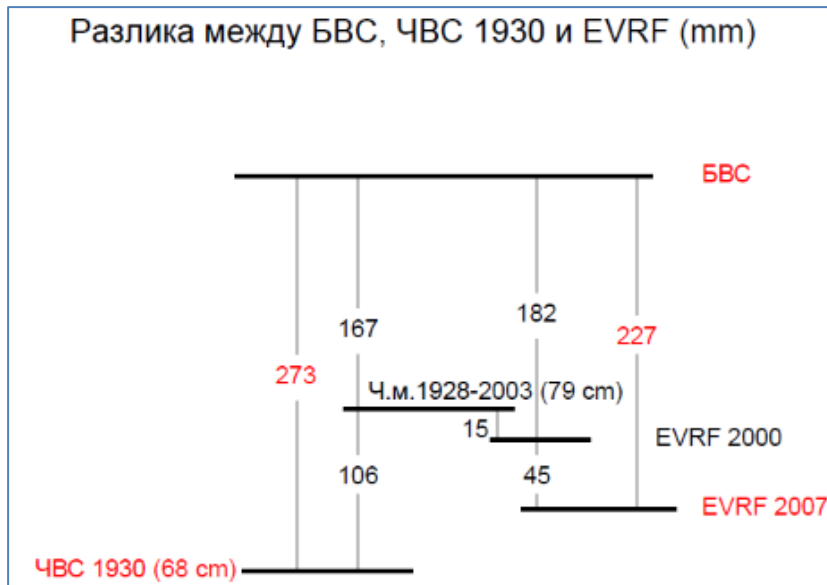 Разлика между БВС, ЧВС 1930 и EVRF (mm)
БВС
182
167
227
273
Ч.м.1928-2003 (79 cm)
15
EVRF 2000
106
45
EVRF 2007
ЧВС 1930 (68 cm)